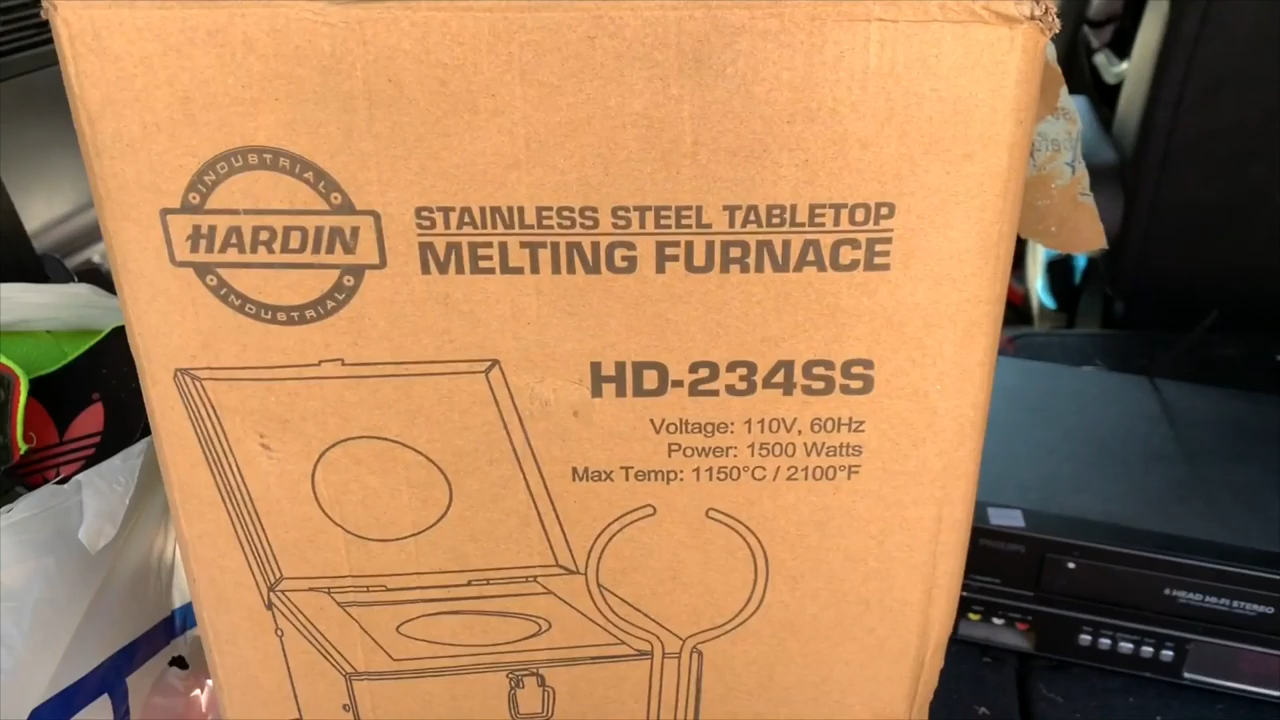 INDUSTRIAL
HARDIN
INDUSTRIAL
STAINLESS STEEL TABLETOP
MELTING FURNACE
HD-234SS
Voltage: 110V, 60Hz
Power: 1500 Watts
Max Temp: 1150°C / 2100°F
PHILIPS
6 HEAD HI-FI STEREO